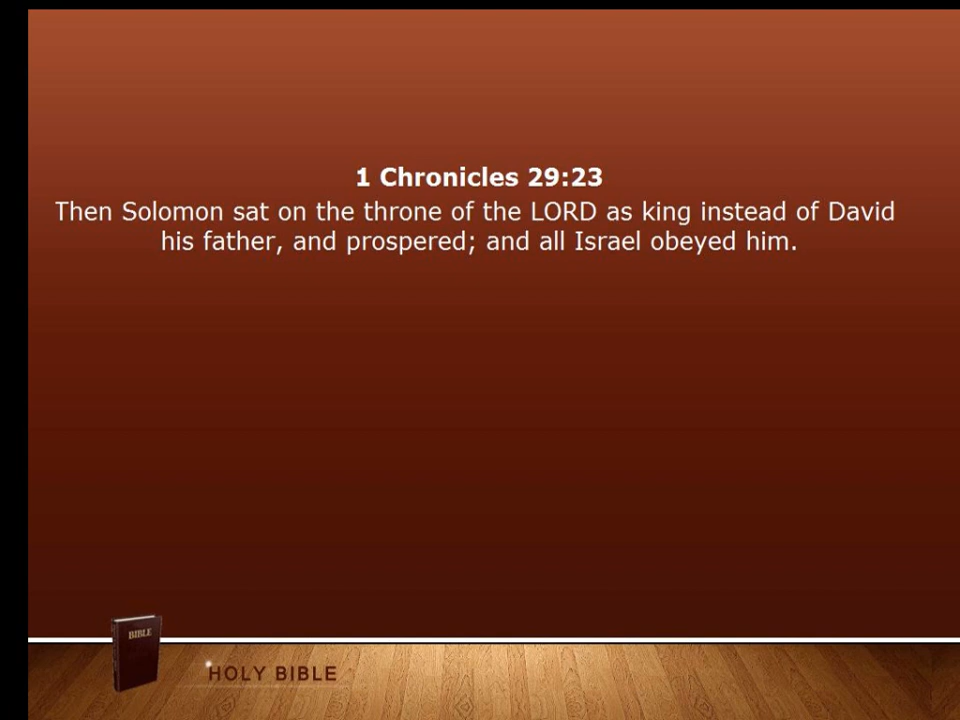 1 Chronicles 29:23
Then Solomon sat on the throne of the LORD as king instead of David
his father, and prospered; and all Israel obeyed him.
BIBLE
HOLY BIBLE